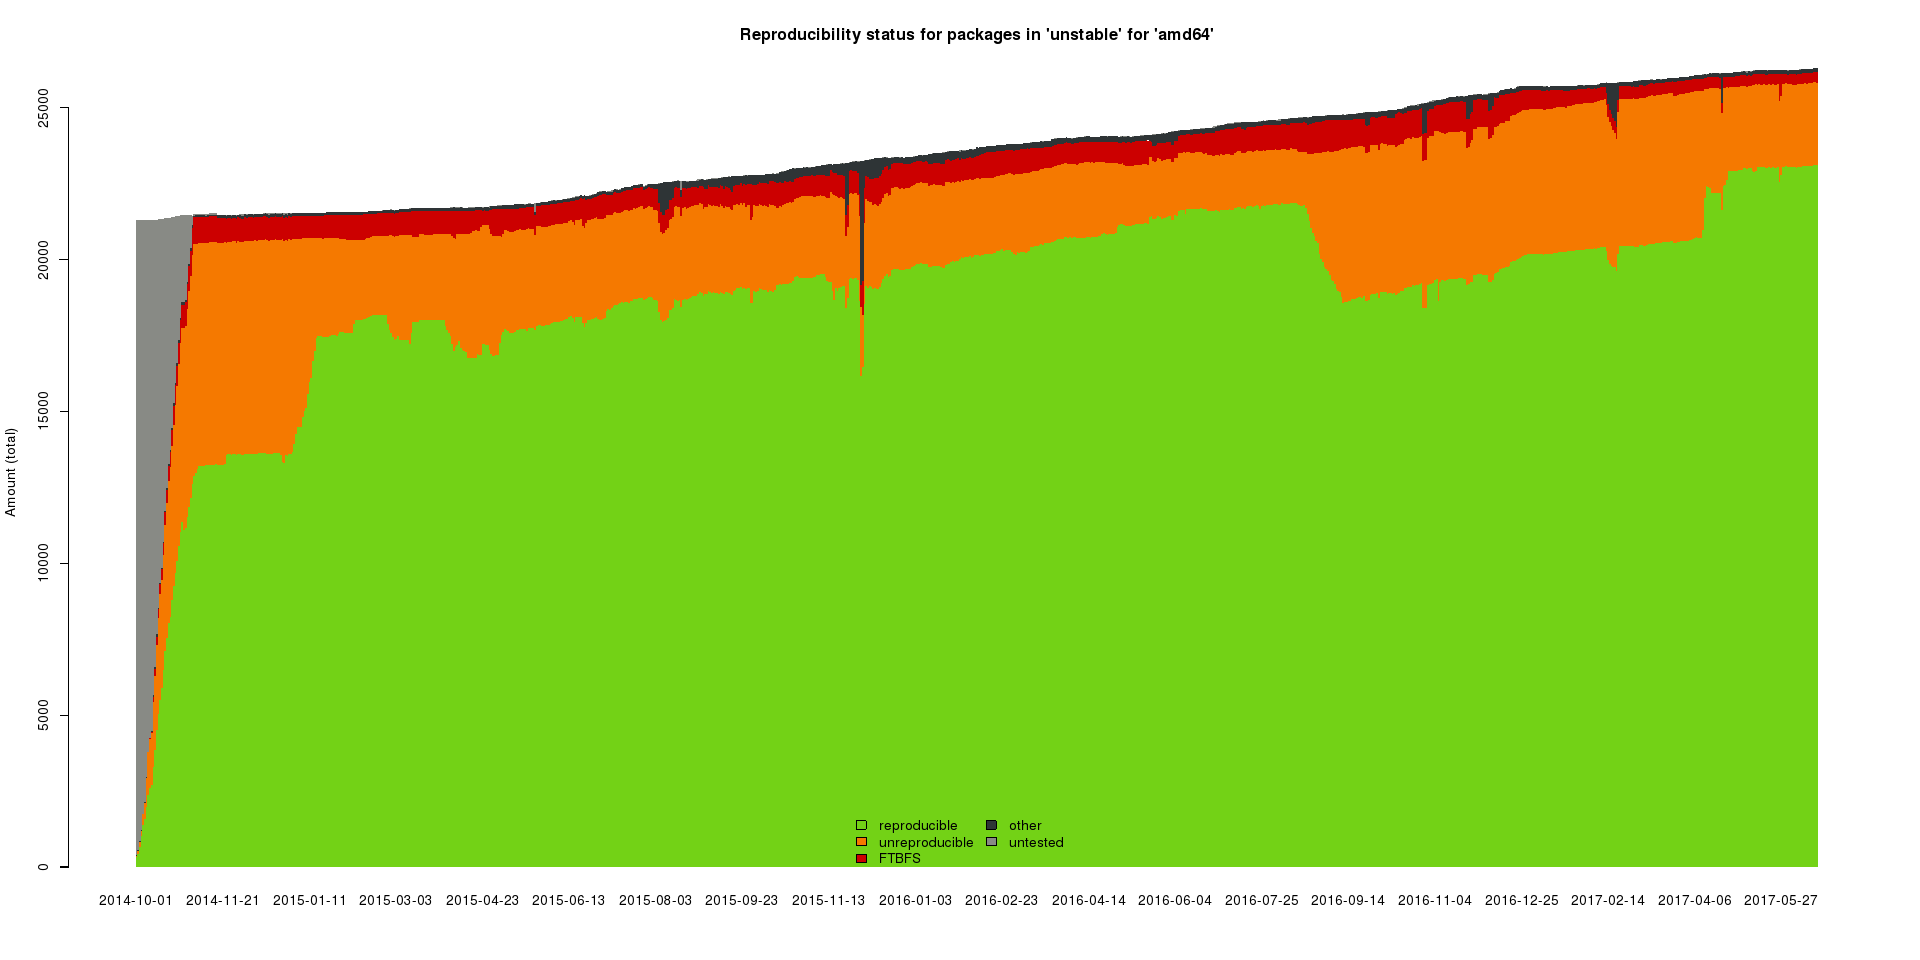 Reproducibility status for packages in 'unstable' for 'amd64'
25000
20000
15000
10000
5000
0
Amount (total)
reproducible
unreproducible
FTBFS
other
untested
2014-10-01 2014-11-21 2015-01-11 2015-03-03 2015-04-23 2015-06-13 2015-08-03 2015-09-23 2015-11-13 2016-01-03 2016-02-23 2016-04-14 2016-06-04 2016-07-25 2016-09-14 2016-11-04 2016-12-25 2017-02-14 2017-04-06 2017-05-27